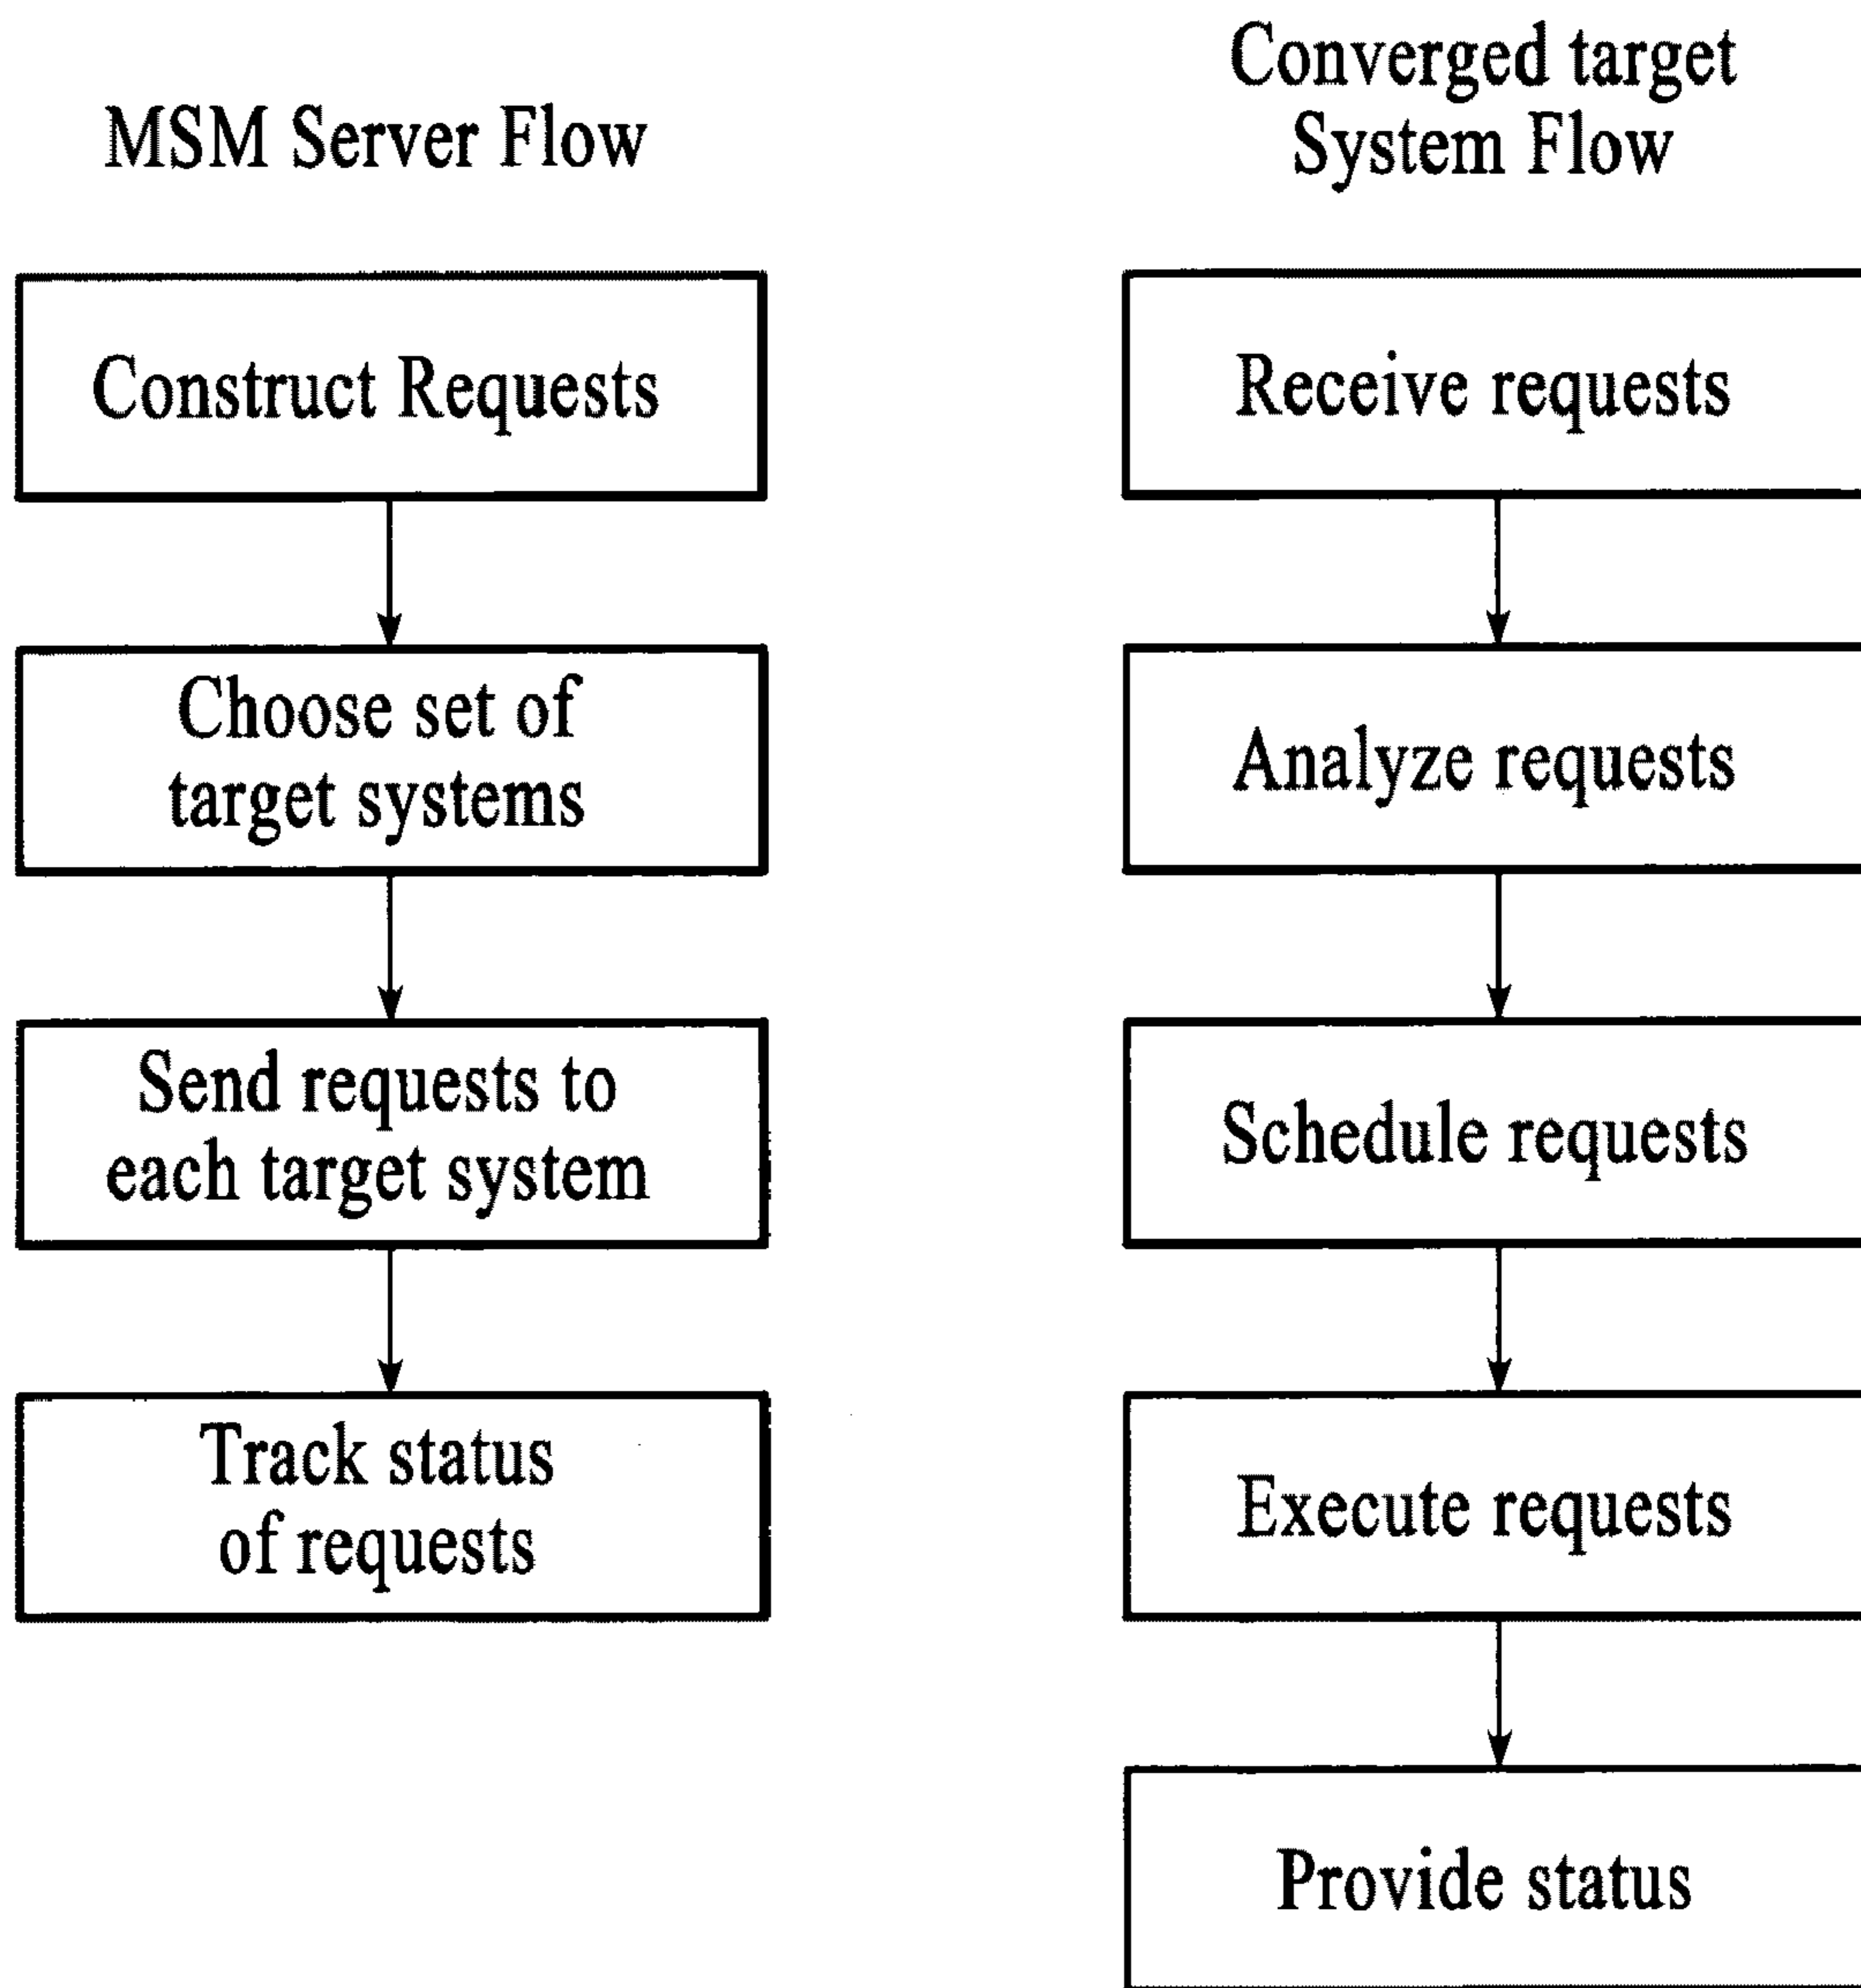 MSM Server Flow
Construct Requests
Choose set of
target systems
Send requests to
each target system
Track status
of requests
Converged target
System Flow
Receive requests
Analyze requests
Schedule requests
Execute requests
Provide status